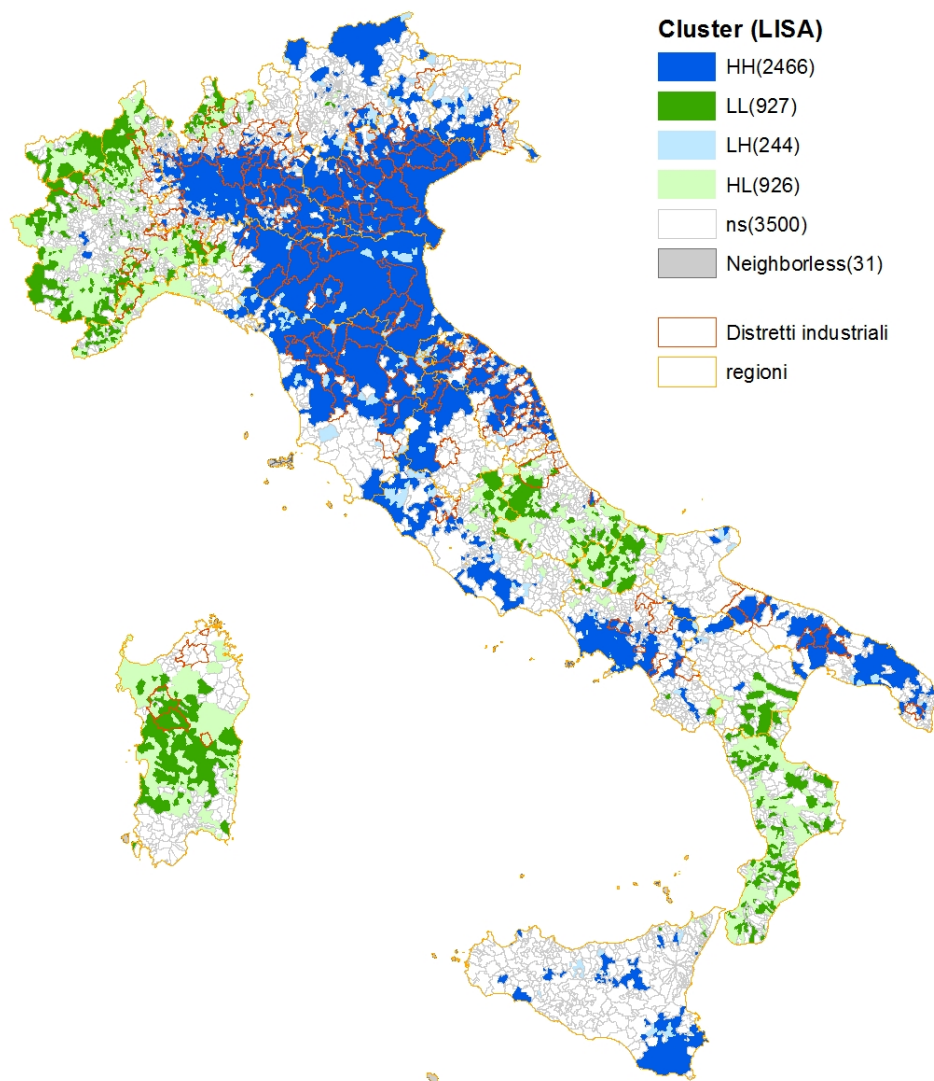 Cluster (LISA)
HH(2466)
LL(927)
LH(244)
HL(926)
ns(3500)
Neighborless(31)
Distretti industriali
regioni